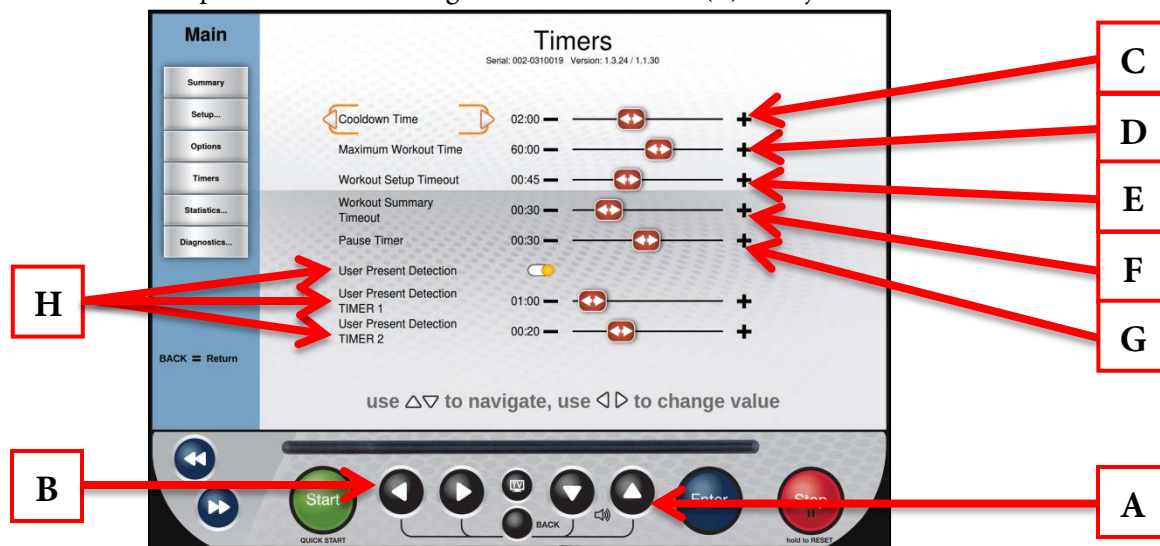 Main
Timers
Serial: 002-0310019 Version: 1.3.24 / 1.1.30
Summary
Setup...
Options
Timers
Statistics...
Diagnostics...
BACK = Return
Cooldown Time 02:00
Maximum Workout Time 60:00
Workout Setup Timeout 00:45
Workout Summary
Timeout 00:30
Pause Timer 00:30
User Present Detection
User Present Detection
TIMER 1 01:00
User Present Detection
TIMER 2 00:20
use △▽ to navigate, use ◁ ▷ to change value
C
D
E
F
G
H
B
A
Start
QUICK START
TV
BACK
Enter
Stop
hold to RESET